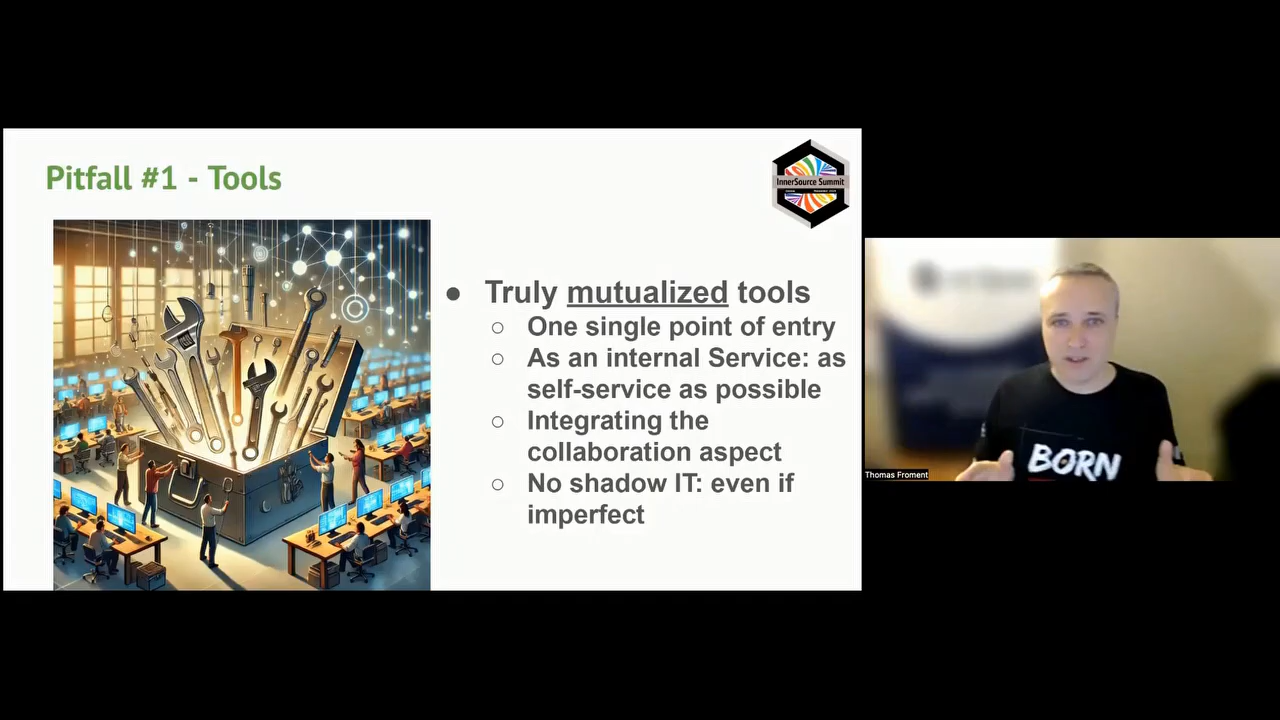 Pitfall #1 - Tools
InnerSource Summit
● Truly mutualized tools
○ One single point of entry
○ As an internal Service: as
self-service as possible
○ Integrating the
collaboration aspect
○ No shadow IT: even if
imperfect
BORN
Thomas Froment